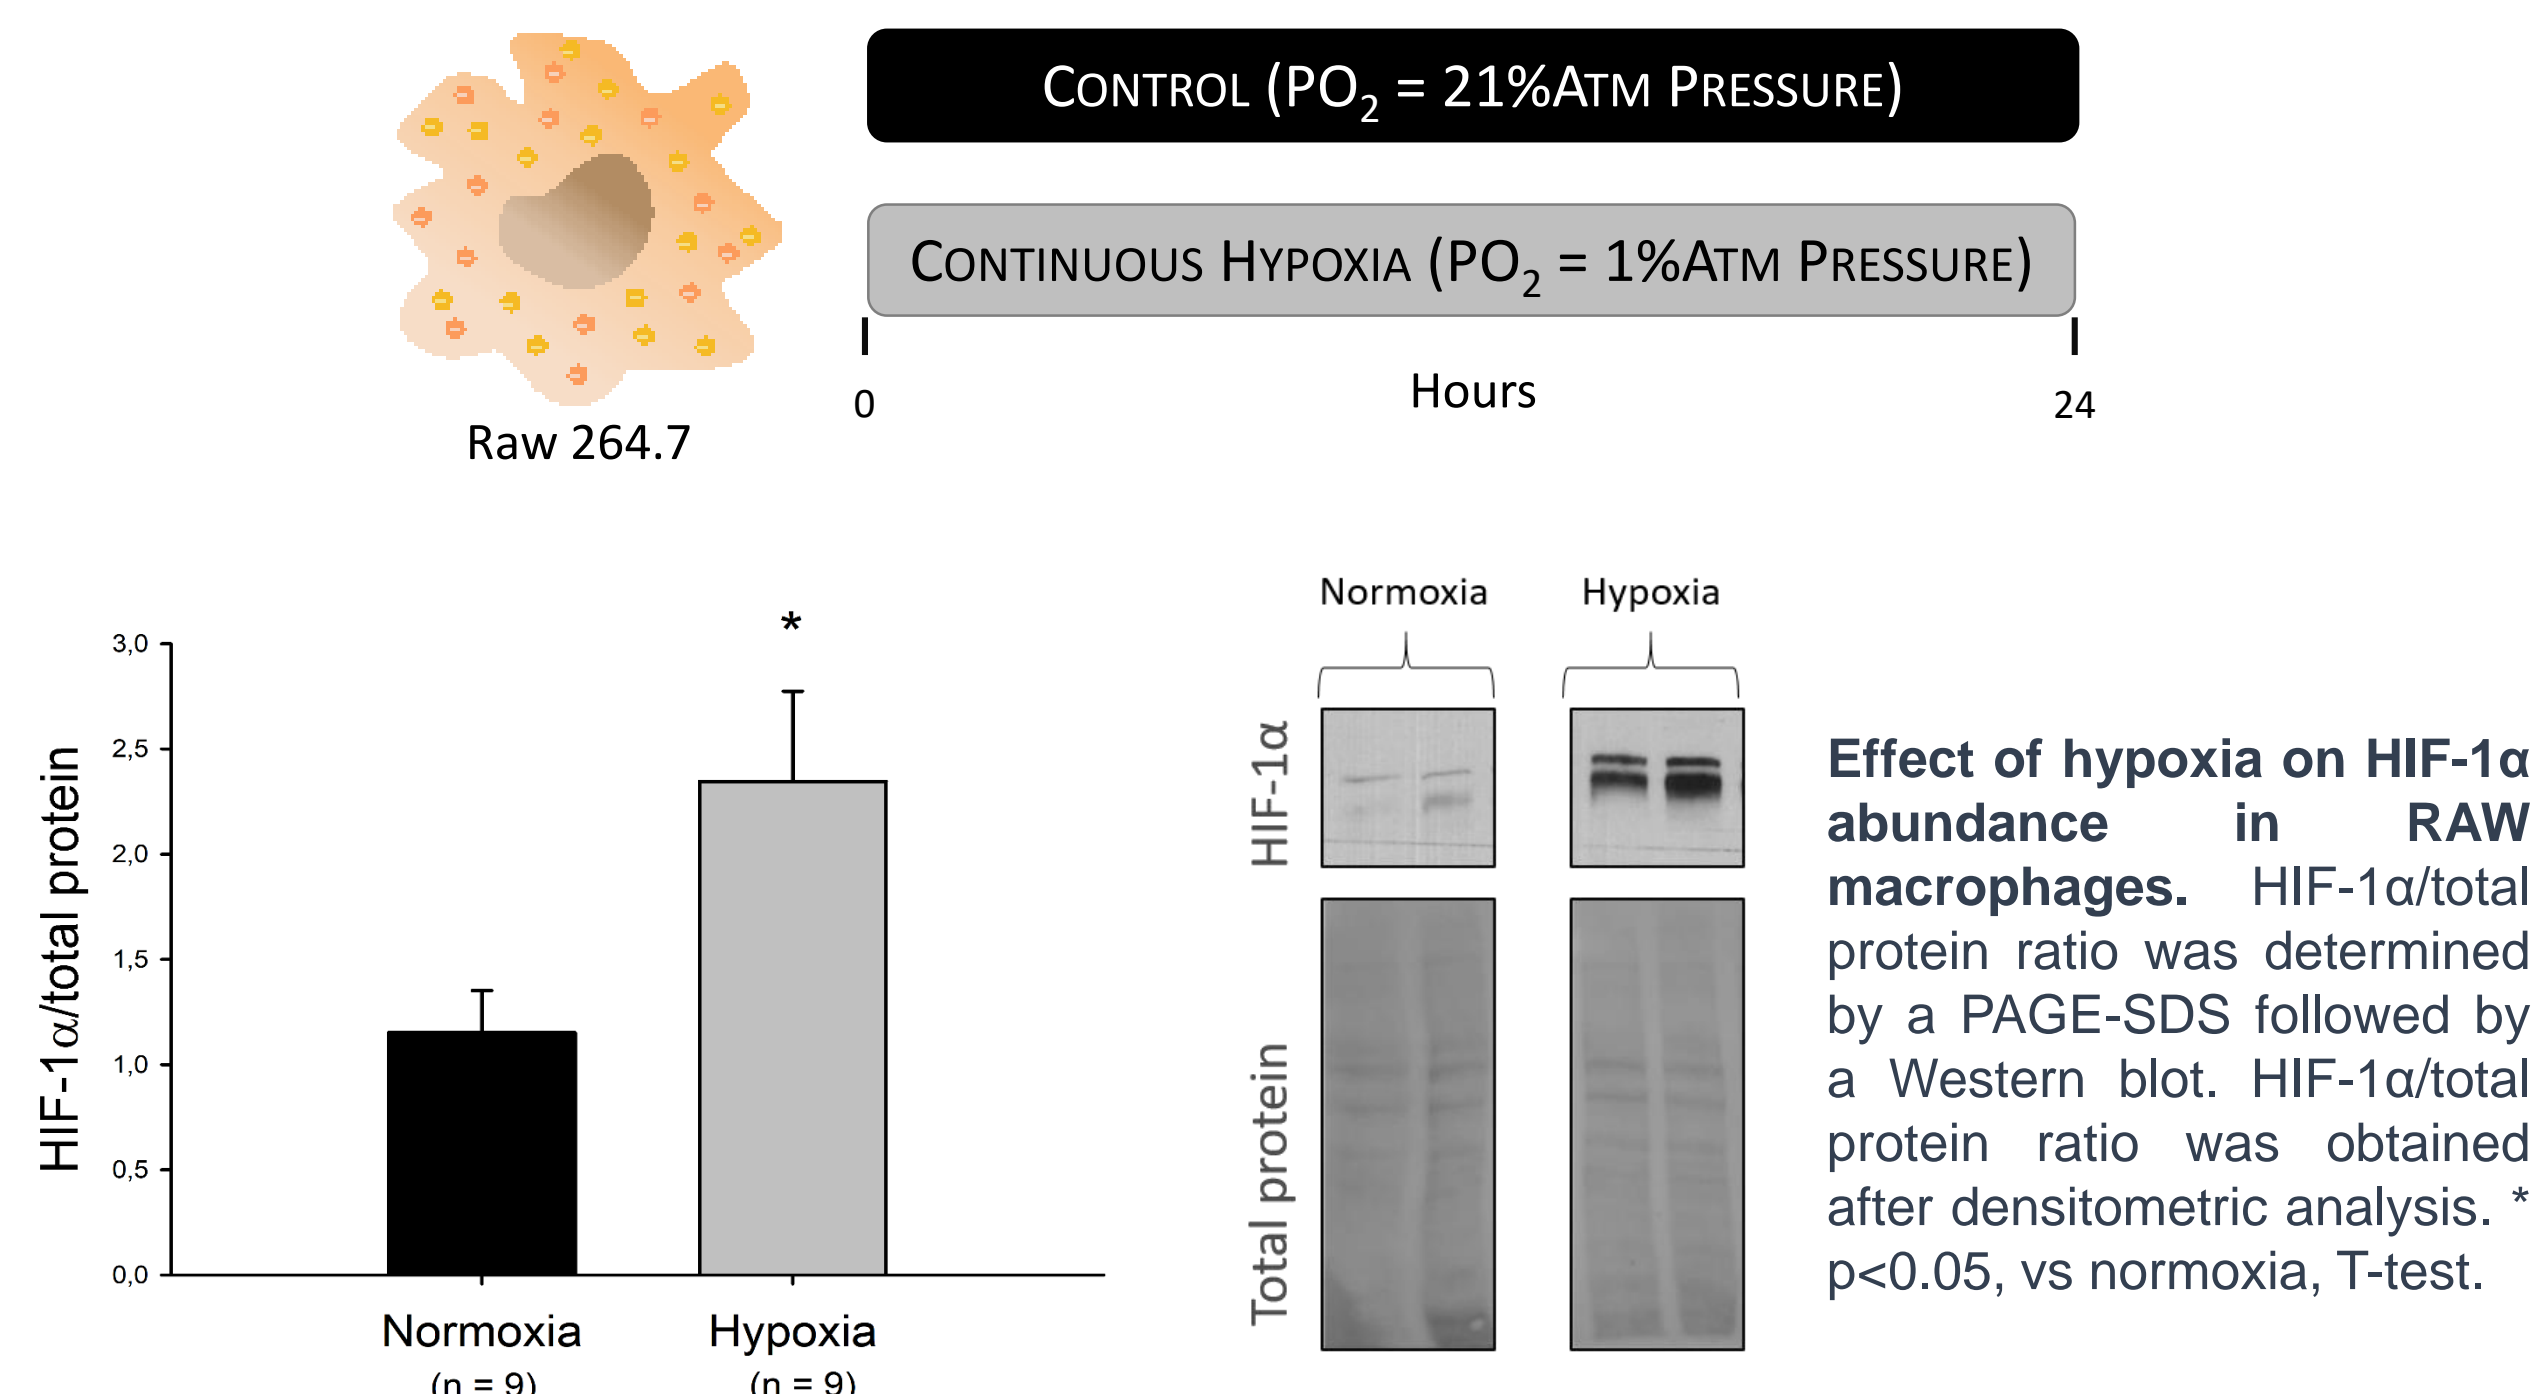 CONTROL (PO2 = 21%ATM PRESSURE)
CONTINUOUS HYPOXIA (PO2 = 1%ATM PRESSURE)
0
Hours
24
Raw 264.7
HIF-1α/total protein
3,0
2,5
2,0
1,5
1,0
0,5
0,0
*
Normoxia
(n = 9)
Hypoxia
(n = 9)
Normoxia
Hypoxia
HIF-1α
Total protein
Effect of hypoxia on HIF-1α
abundance in RAW
macrophages. HIF-1α/total
protein ratio was determined
by a PAGE-SDS followed by
a Western blot. HIF-1α/total
protein ratio was obtained
after densitometric analysis. *
p<0.05, vs normoxia, T-test.